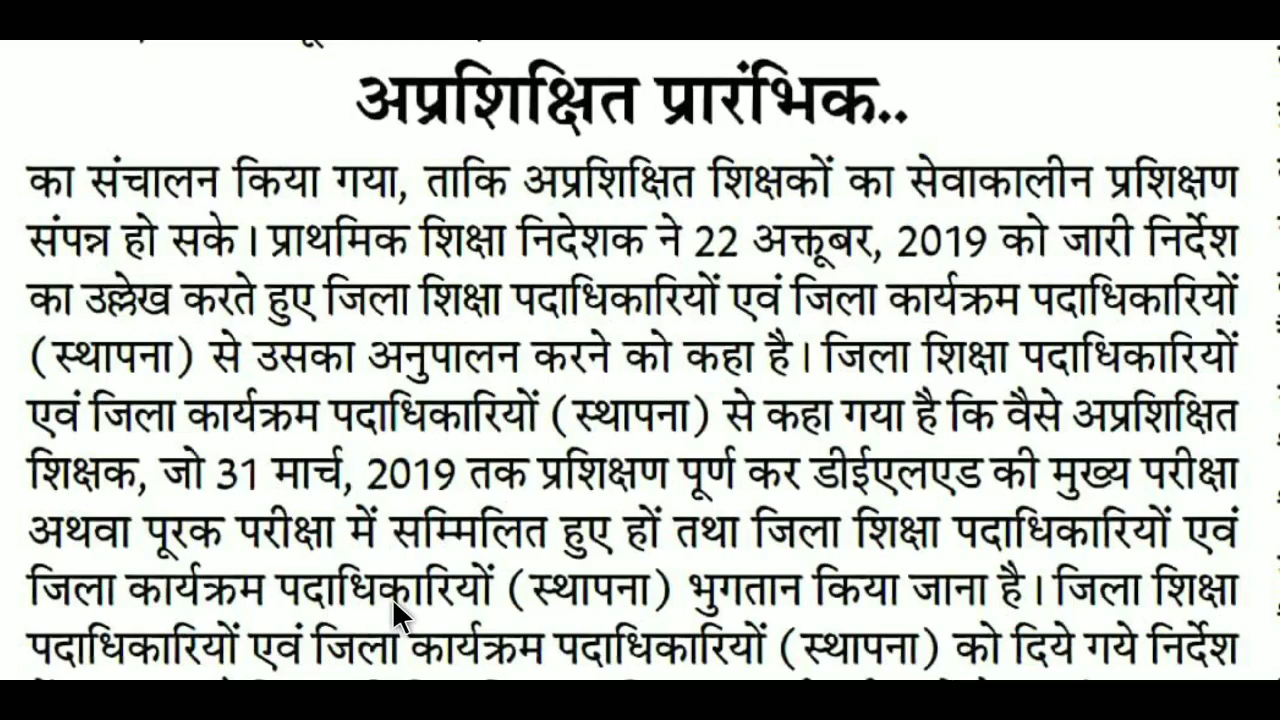 अप्रशिक्षित प्रारंभिक..
का संचालन किया गया, ताकि अप्रशिक्षित शिक्षकों का सेवाकालीन प्रशिक्षण
संपन्न हो सके। प्राथमिक शिक्षा निदेशक ने 22 अक्तूबर, 2019 को जारी निर्देश
का उल्लेख करते हुए जिला शिक्षा पदाधिकारियों एवं जिला कार्यक्रम पदाधिकारियों
(स्थापना) से उसका अनुपालन करने को कहा है। जिला शिक्षा पदाधिकारियों
एवं जिला कार्यक्रम पदाधिकारियों (स्थापना) से कहा गया है कि वैसे अप्रशिक्षित
शिक्षक, जो 31 मार्च, 2019 तक प्रशिक्षण पूर्ण कर डीईएलएड की मुख्य परीक्षा
अथवा पूरक परीक्षा में सम्मिलित हुए हों तथा जिला शिक्षा पदाधिकारियों एवं
जिला कार्यक्रम पदाधिकारियों (स्थापना) भुगतान किया जाना है। जिला शिक्षा
पदाधिकारियों एवं जिला कार्यक्रम पदाधिकारियों (स्थापना) को दिये गये निर्देश